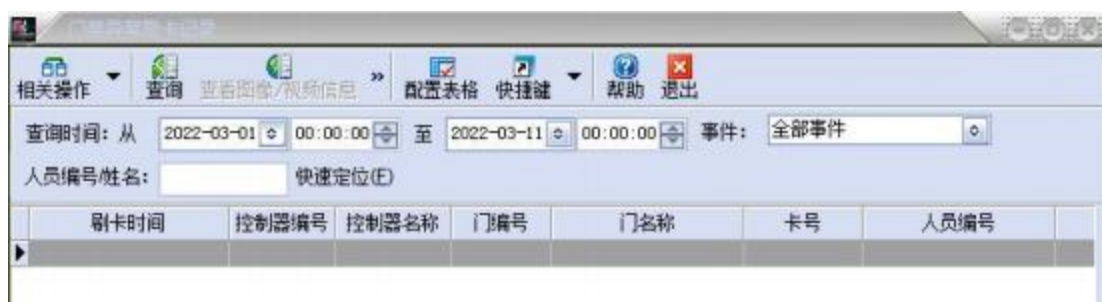 相关操作 查询 查看图像/视频信息 » 配置表格 快捷键 帮助 退出
查询时间：从 2022-03-01 00:00:00 至 2022-03-11 00:00:00 事件： 全部事件
人员编号/姓名： 快速定位(F)
刷卡时间 控制器编号 控制器名称 门编号 门名称 卡号 人员编号